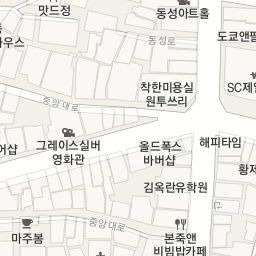 맛드정
동성아트홀
동성로
도쿄앤필
하우스
착한미용실
원투쓰리
SC제일
중앙대로
그레이스실버
영화관
올드폭스
바버샵
해피타임
어샵
황제
김옥란유학원
중앙대로
마주봄
본죽앤
비빔밥카페